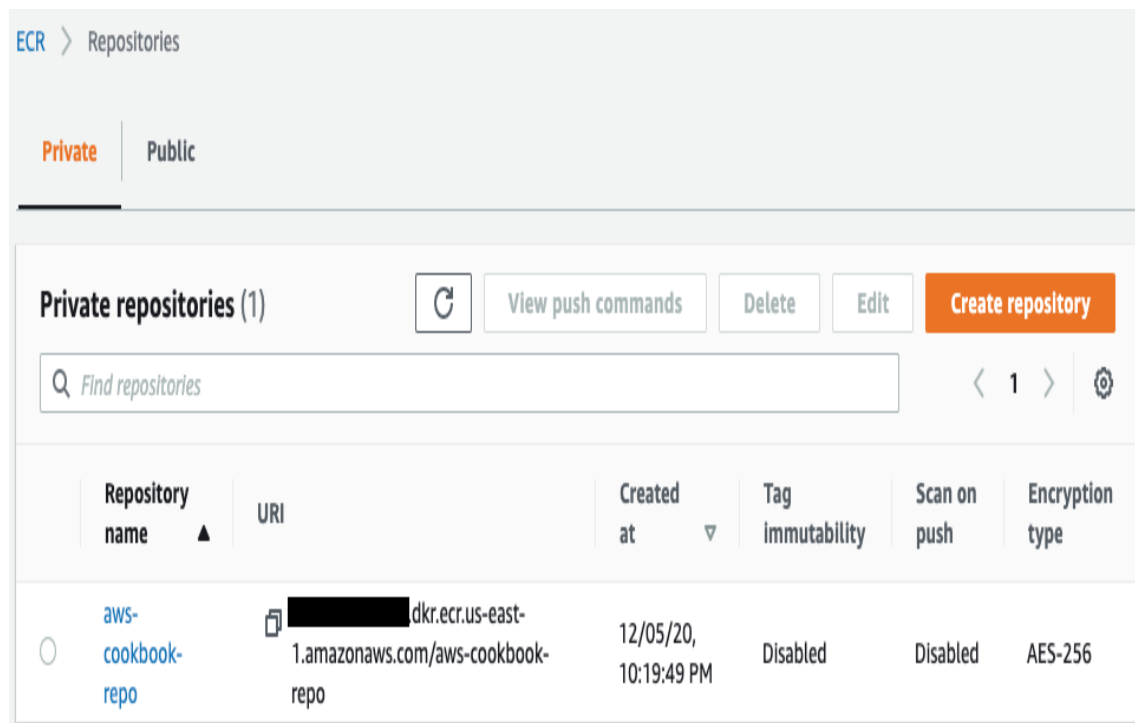 ECR > Repositories
Private Public
Private repositories (1) View push commands Delete Edit Create repository
Find repositories 1
Repository name URI Created at Tag immutability Scan on push Encryption type
aws-
cookbook-
repo
.dkr.ecr.us-east-
1.amazonaws.com/aws-cookbook-
repo
12/05/20,
10:19:49 PM
Disabled Disabled AES-256